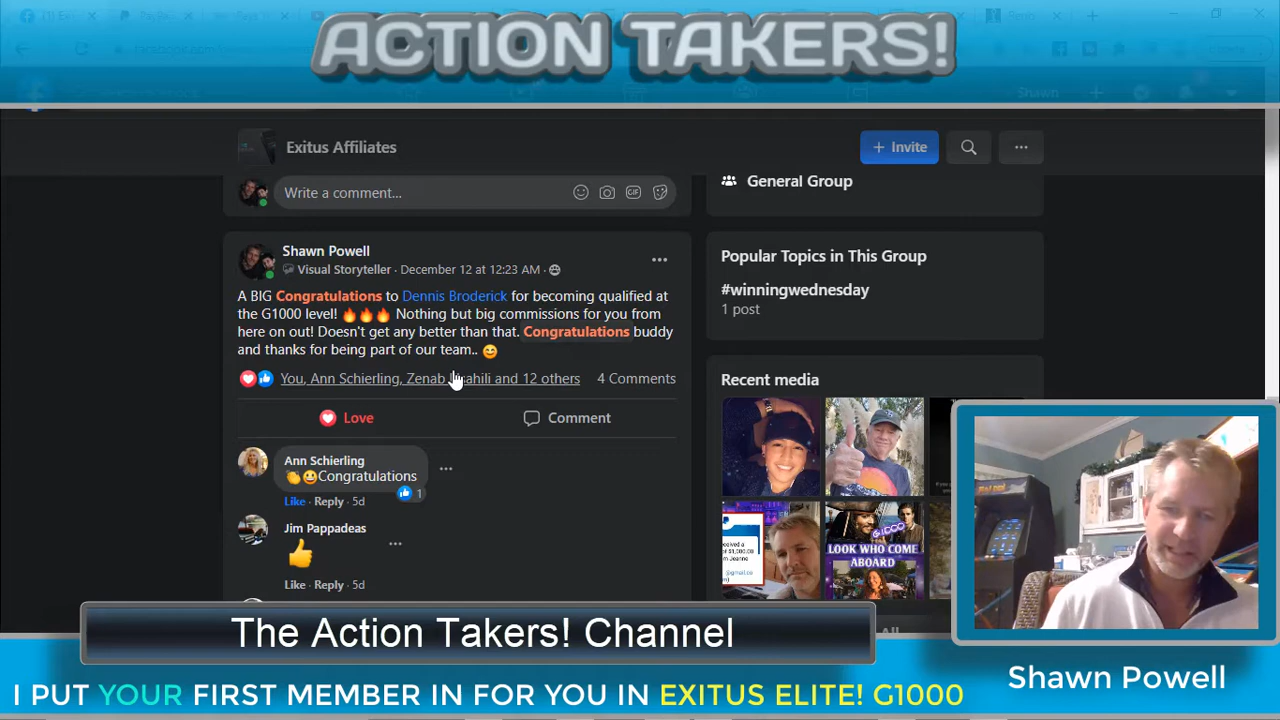 ACTION TAKERS!
Exitus Affiliates
+ Invite
Write a comment...
GIF
General Group
Shawn Powell
Visual Storyteller · December 12 at 12:23 AM ·
A BIG Congratulations to Dennis Broderick for becoming qualified at
the G1000 level! 🔥🔥🔥 Nothing but big commissions for you from
here on out! Doesn't get any better than that. Congratulations buddy
and thanks for being part of our team.. 😊
You, Ann Schierling, Zenab and 12 others 4 Comments
Love
Comment
Ann Schierling
👏😀Congratulations
1
Like · Reply · 5d
Jim Pappadeas
👍
Like · Reply · 5d
Popular Topics in This Group
#winningwednesday
1 post
Recent media
G1000
LOOK WHO COME
ABOARD
The Action Takers! Channel
Shawn Powell
I PUT YOUR FIRST MEMBER IN FOR YOU IN EXITUS ELITE! G1000